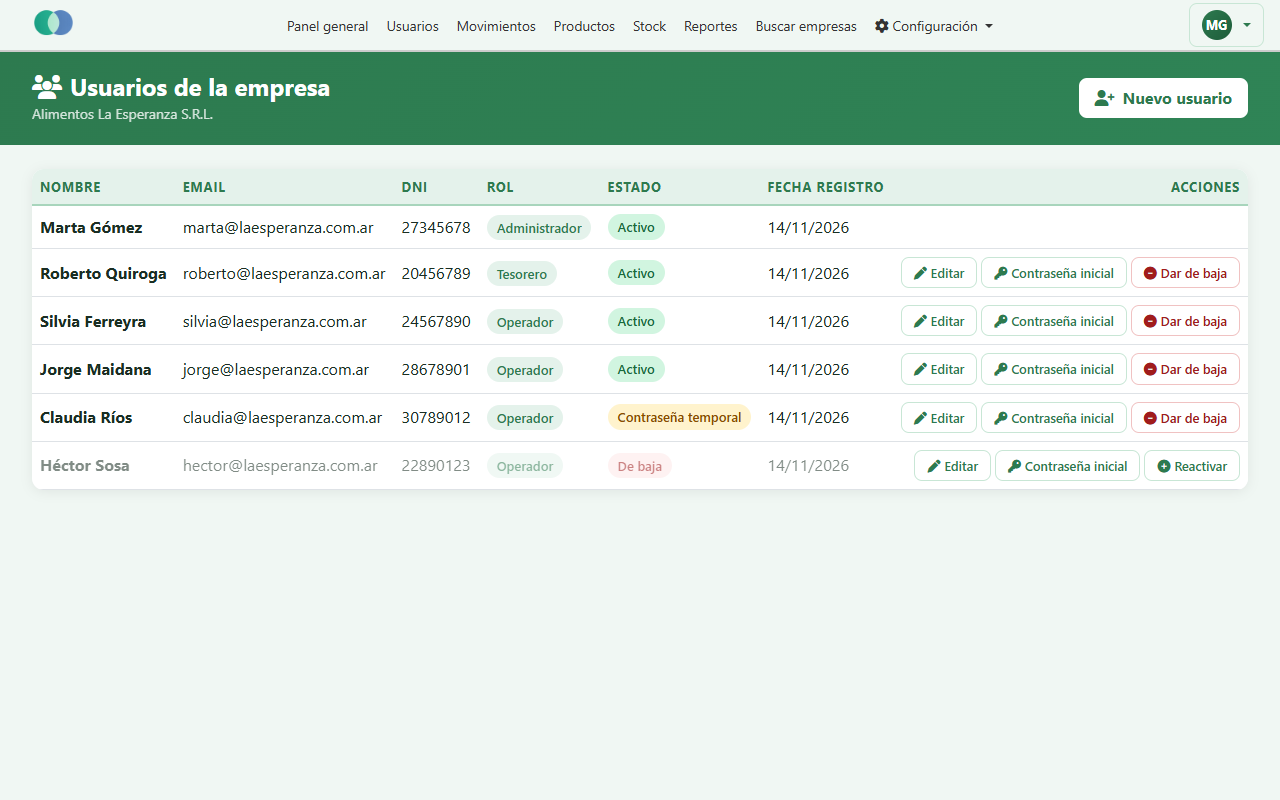 Panel general Usuarios Movimientos Productos Stock Reportes Buscar empresas Configuración MG
Usuarios de la empresa
Alimentos La Esperanza S.R.L.
Nuevo usuario
NOMBRE EMAIL DNI ROL ESTADO FECHA REGISTRO ACCIONES
Marta Gómez marta@laesperanza.com.ar 27345678 Administrador Activo 14/11/2026
Roberto Quiroga roberto@laesperanza.com.ar 20456789 Tesorero Activo 14/11/2026 Editar Contraseña inicial Dar de baja
Silvia Ferreyra silvia@laesperanza.com.ar 24567890 Operador Activo 14/11/2026 Editar Contraseña inicial Dar de baja
Jorge Maidana jorge@laesperanza.com.ar 28678901 Operador Activo 14/11/2026 Editar Contraseña inicial Dar de baja
Claudia Ríos claudia@laesperanza.com.ar 30789012 Operador Contraseña temporal 14/11/2026 Editar Contraseña inicial Dar de baja
Héctor Sosa hector@laesperanza.com.ar 22890123 Operador De baja 14/11/2026 Editar Contraseña inicial Reactivar